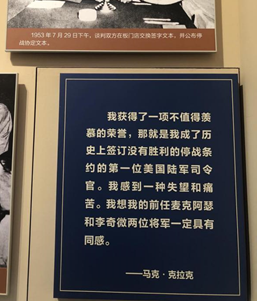 1953年7月29日下午，谈判双方在板门店交换签字文本，并公布停
战协定文本。
我获得了一项不值得羡
慕的荣誉，那就是我成了历
史上签订没有胜利的停战条
约的第一位美国陆军司令
官。我感到一种失望和痛
苦。我想我的前任麦克阿瑟
和李奇微两位将军一定具有
同感。
——马克·克拉克